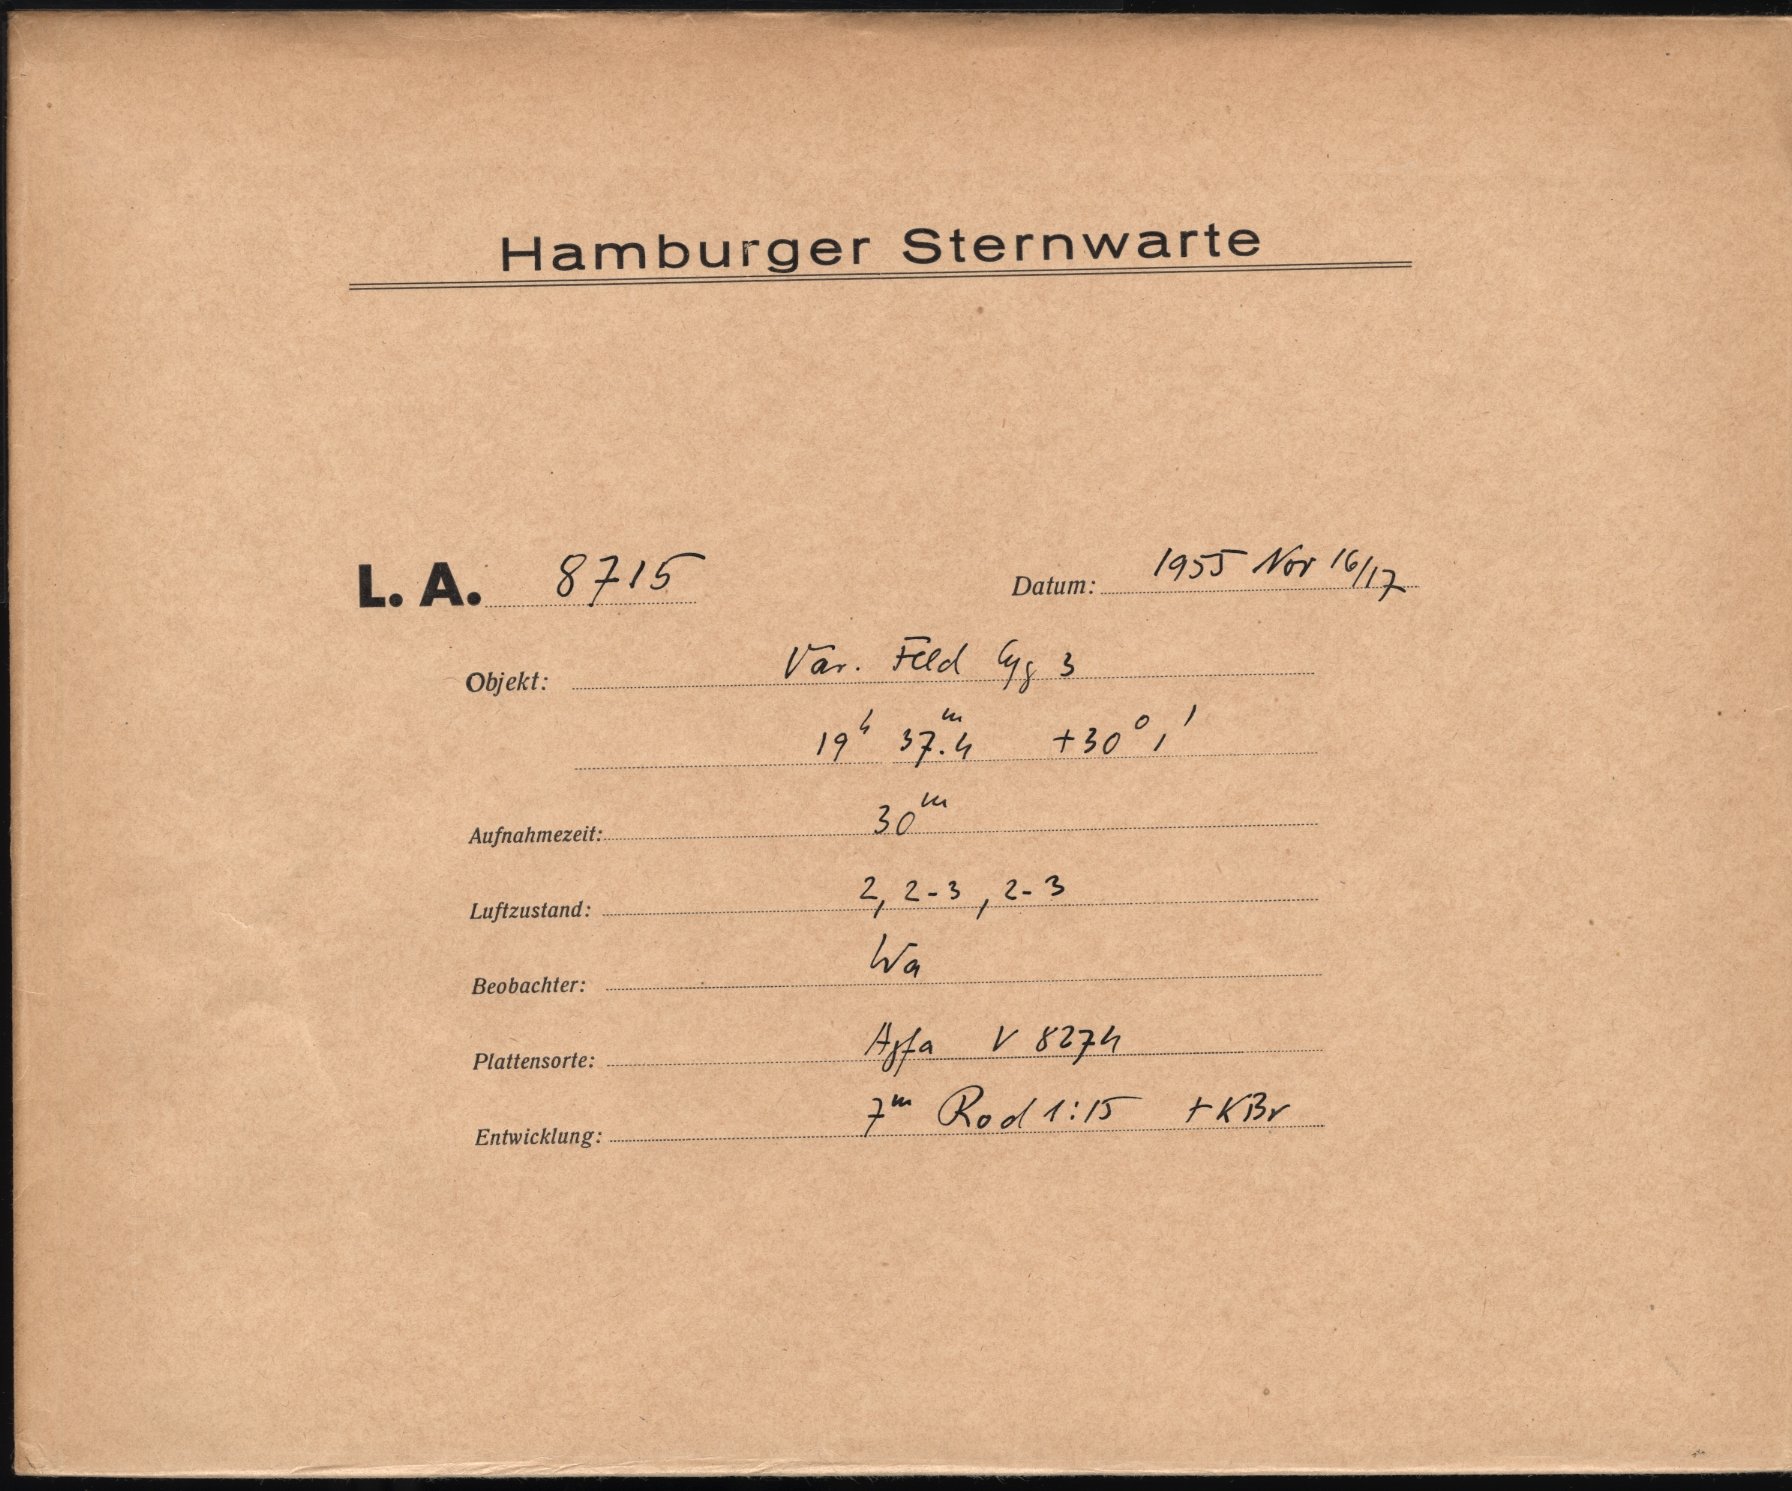 Hamburger Sternwarte
L. A. 8715 Datum: 1955 Nov 16/17
Objekt: Var. Feld Cyg 3
19ʰ 37.4ᵐ +30° 1'
Aufnahmezeit: 30ᵐ
Luftzustand: 2, 2-3, 2-3
Beobachter: Wa
Plattensorte: Agfa V 8274
Entwicklung: 7ᵐ Rod 1:15 + KBr